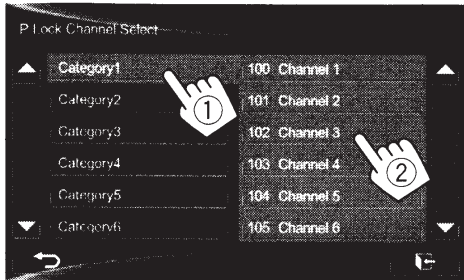 P Lock Channel Select
Category1
Category2
Category3
Category4
Category5
Category6
100 Channel 1
101 Channel 2
102 Channel 3
103 Channel 4
104 Channel 5
105 Channel 6
1
2